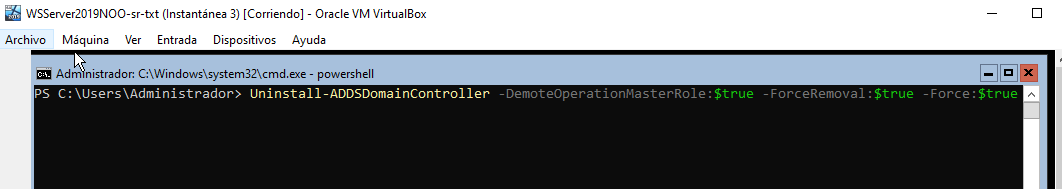 WSServer2019NOO-sr-txt (Instantánea 3) [Corriendo] - Oracle VM VirtualBox
Archivo Máquina Ver Entrada Dispositivos Ayuda
Administrador: C:\Windows\system32\cmd.exe - powershell
PS C:\Users\Administrador> Uninstall-ADDSDomainController -DemoteOperationMasterRole:$true -ForceRemoval:$true -Force:$true